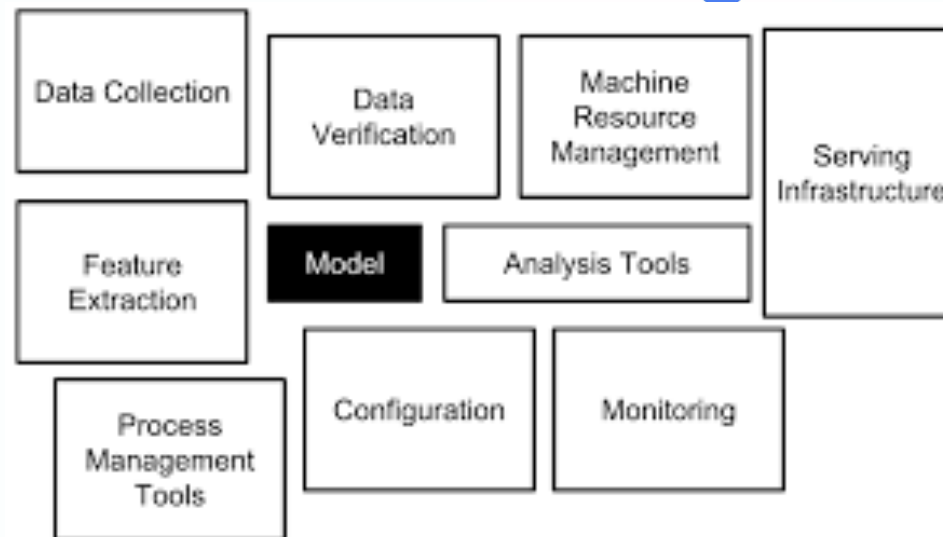 Data Collection
Data
Verification
Machine
Resource
Management
Serving
Infrastructure
Feature
Extraction
Model
Analysis Tools
Process
Management
Tools
Configuration
Monitoring